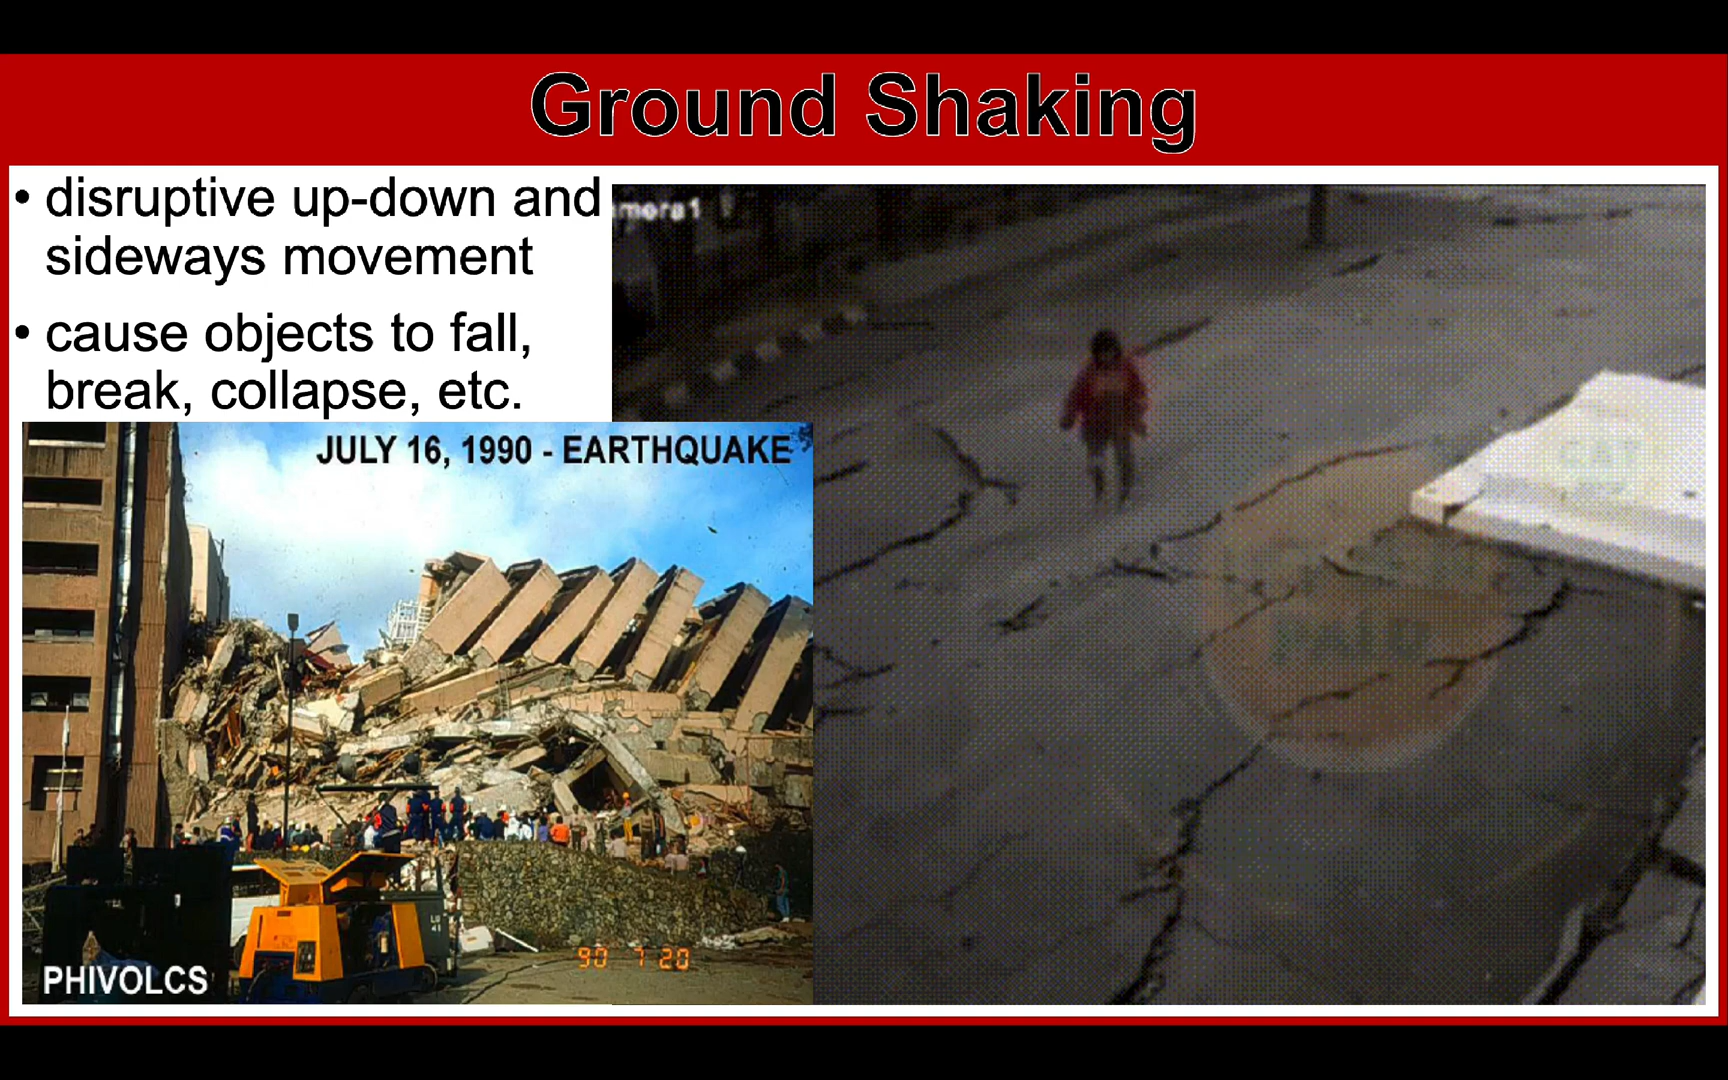 Ground Shaking
• disruptive up-down and
sideways movement
• cause objects to fall,
break, collapse, etc.
mera1
JULY 16, 1990 - EARTHQUAKE
90 7 20
PHIVOLCS